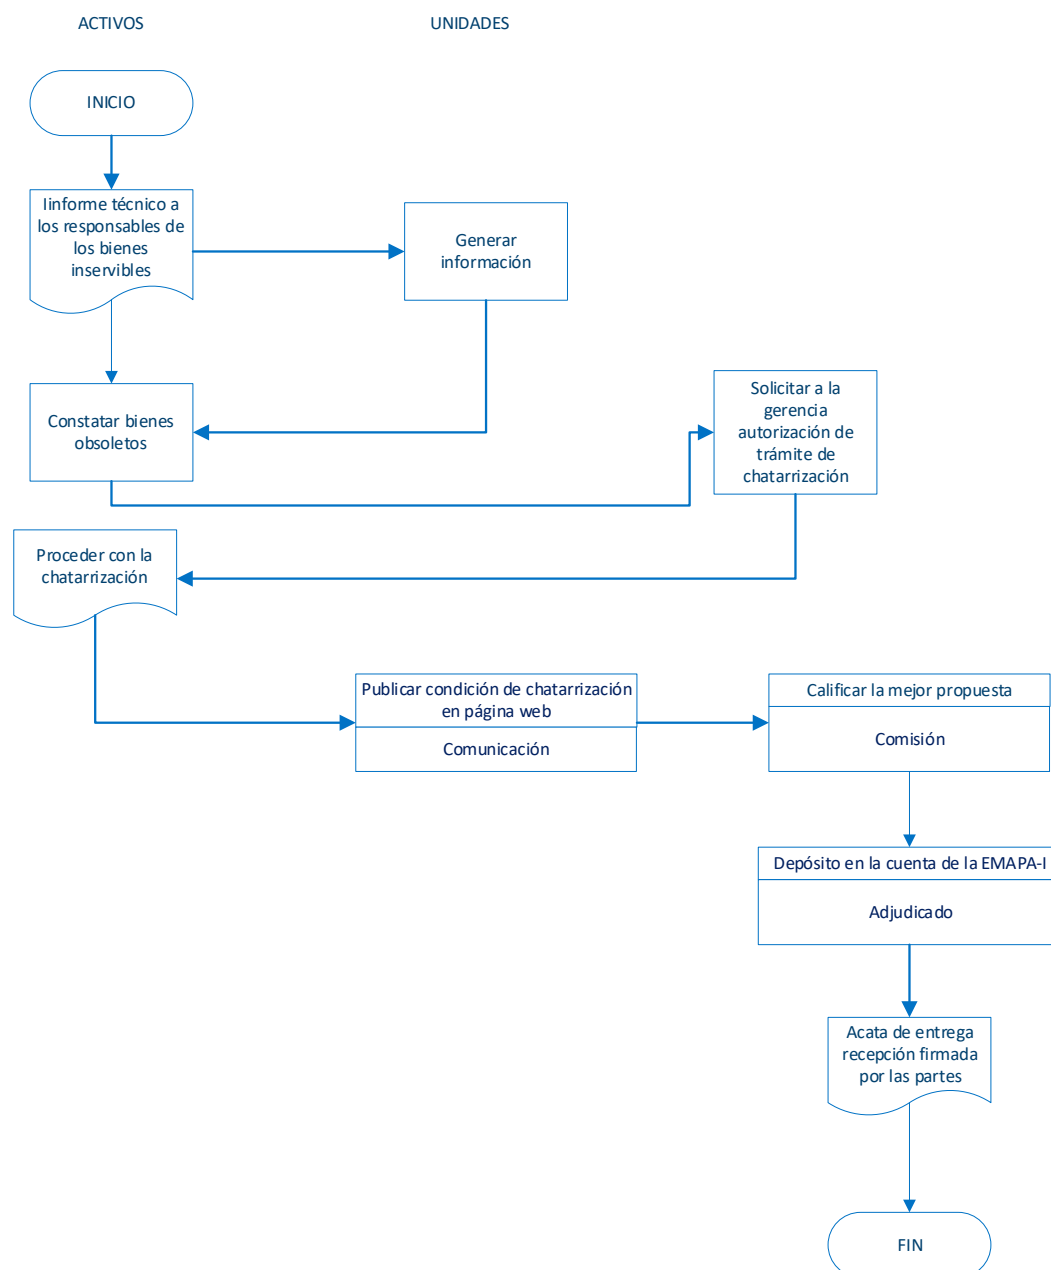 ACTIVOS
UNIDADES
INICIO
Iinforme técnico a
los responsables de
los bienes
inservibles
Generar
información
Constatar bienes
obsoletos
Solicitar a la
gerencia
autorización de
trámite de
chatarrización
Proceder con la
chatarrización
Publicar condición de chatarrización
en página web
Comunicación
Calificar la mejor propuesta
Comisión
Depósito en la cuenta de la EMAPA-I
Adjudicado
Acata de entrega
recepción firmada
por las partes
FIN